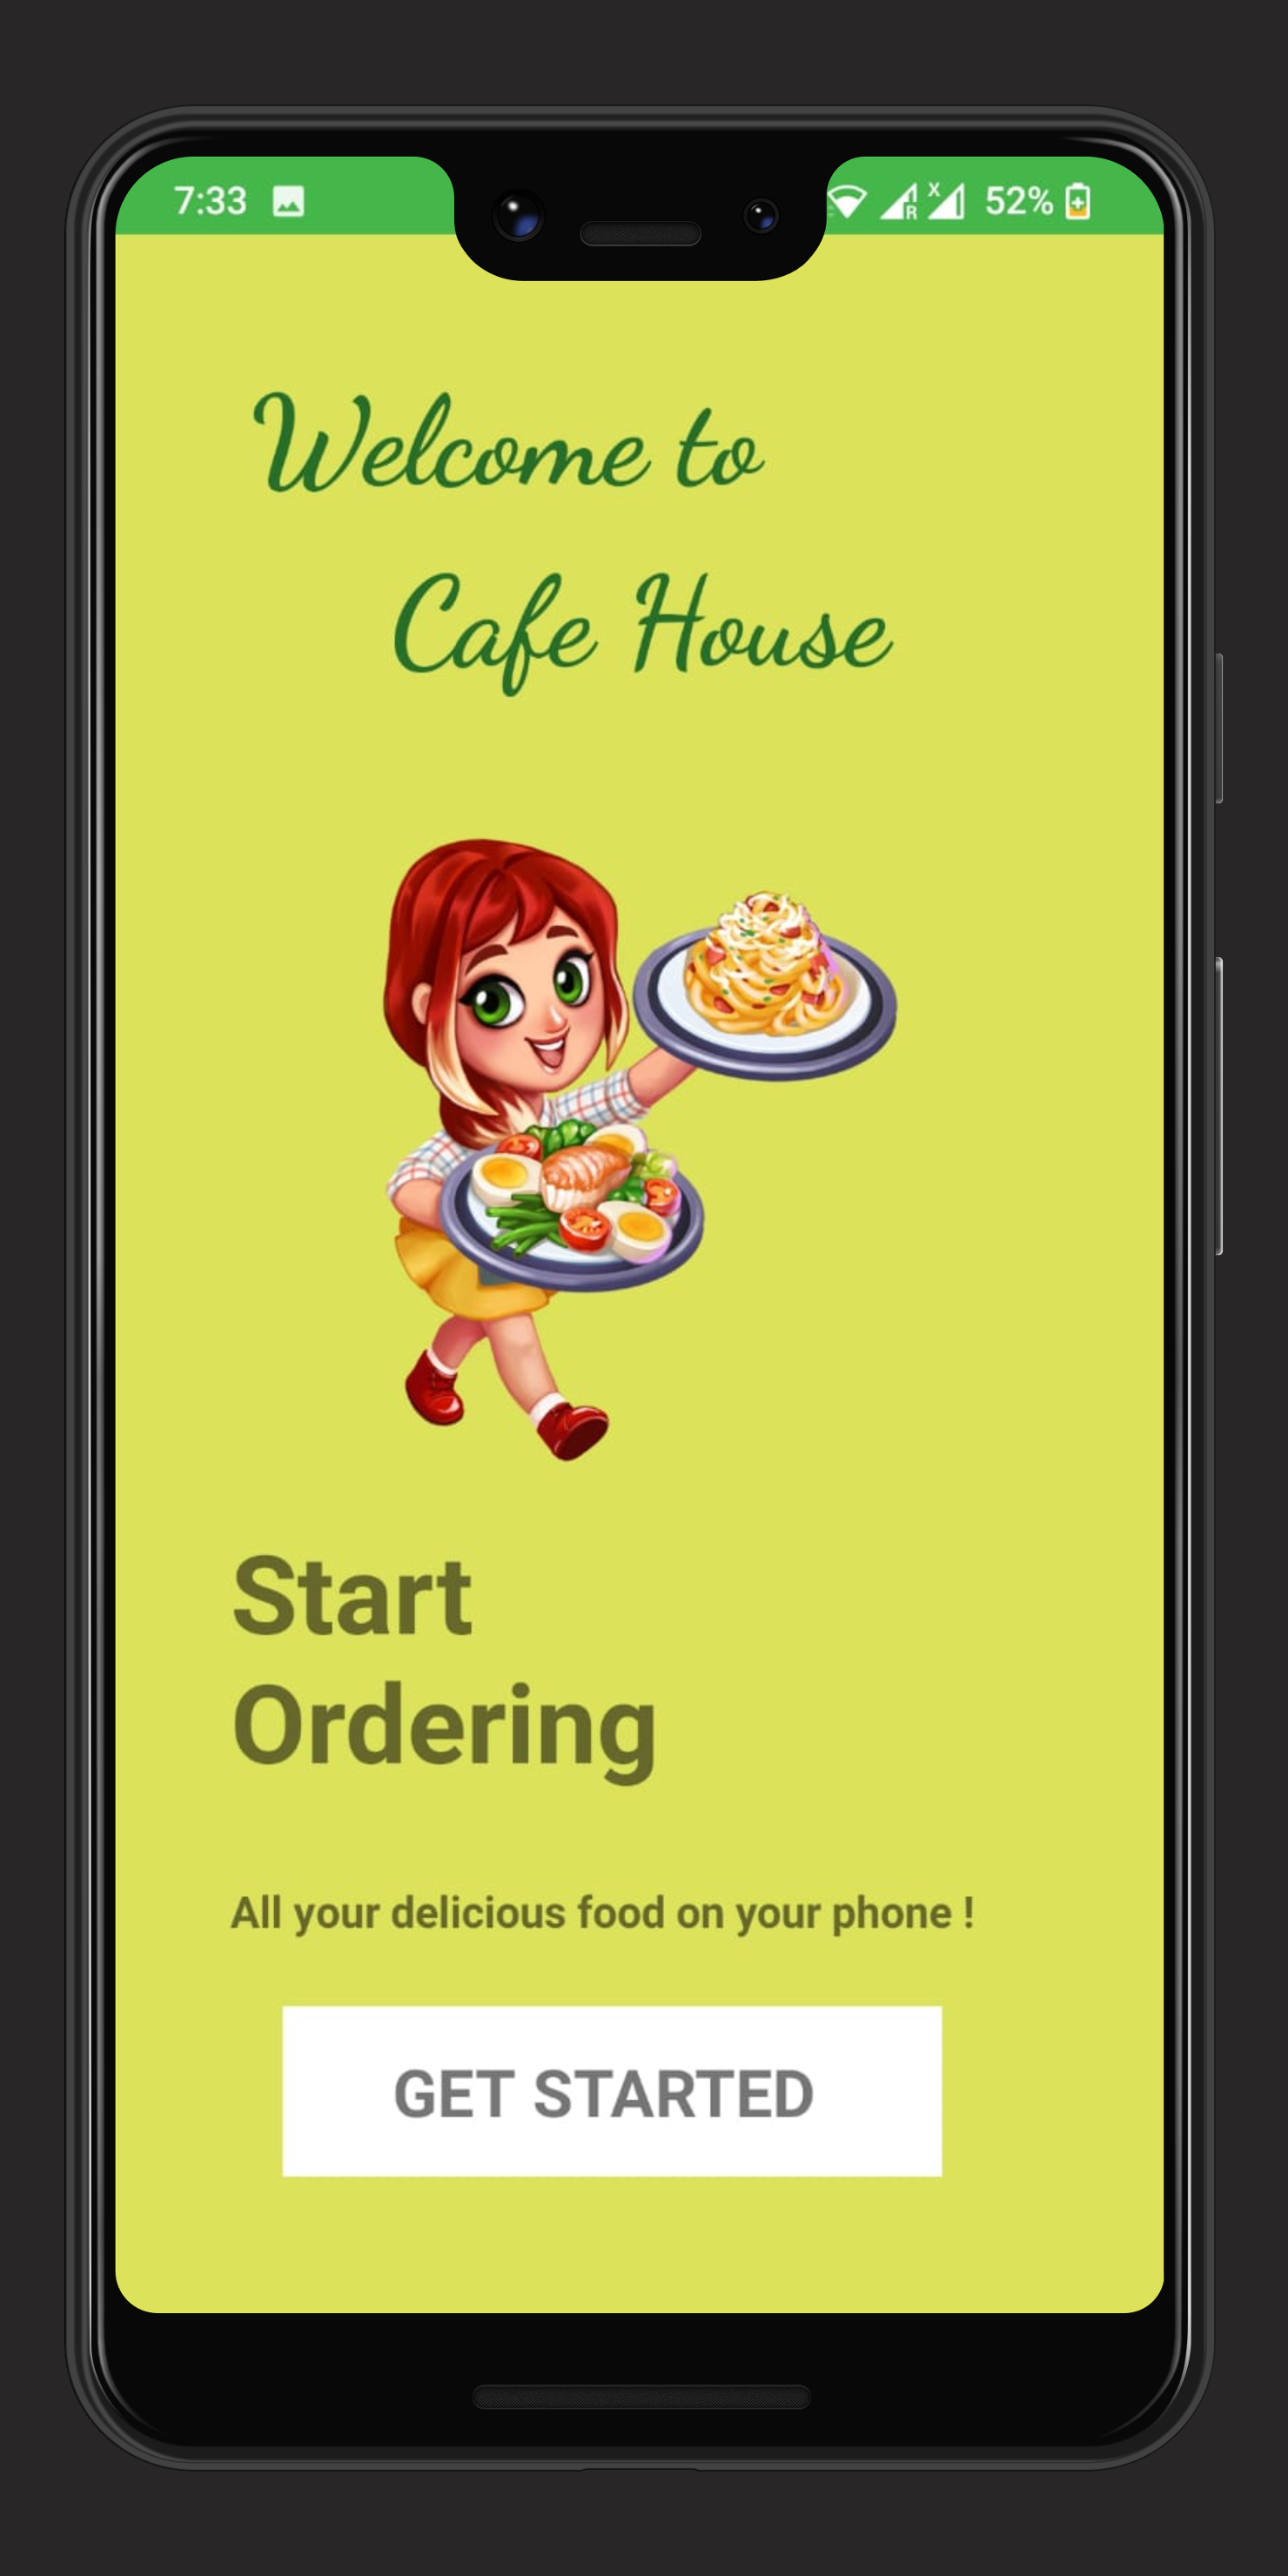 7:33 52%
Welcome to
Cafe House
Start
Ordering
All your delicious food on your phone !
GET STARTED